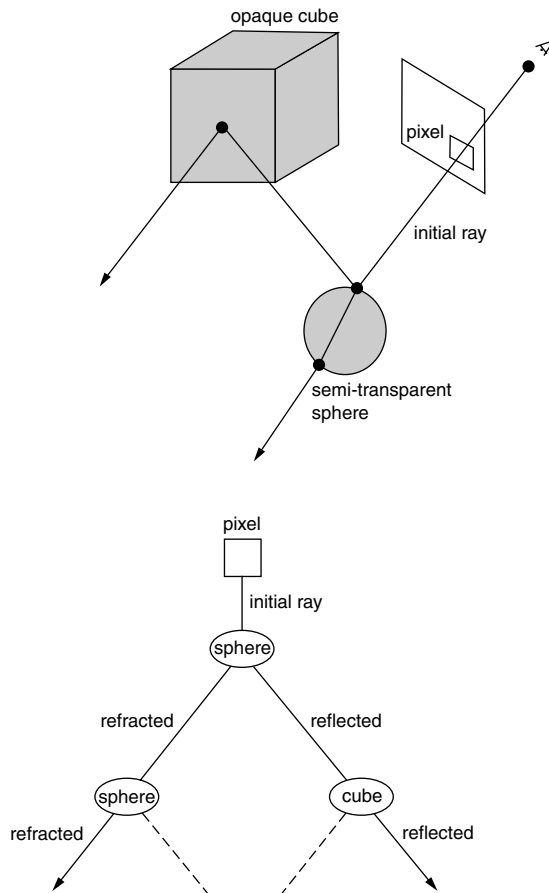 opaque cube
pixel
initial ray
semi-transparent
sphere
pixel
initial ray
sphere
refracted
reflected
sphere
cube
refracted
reflected